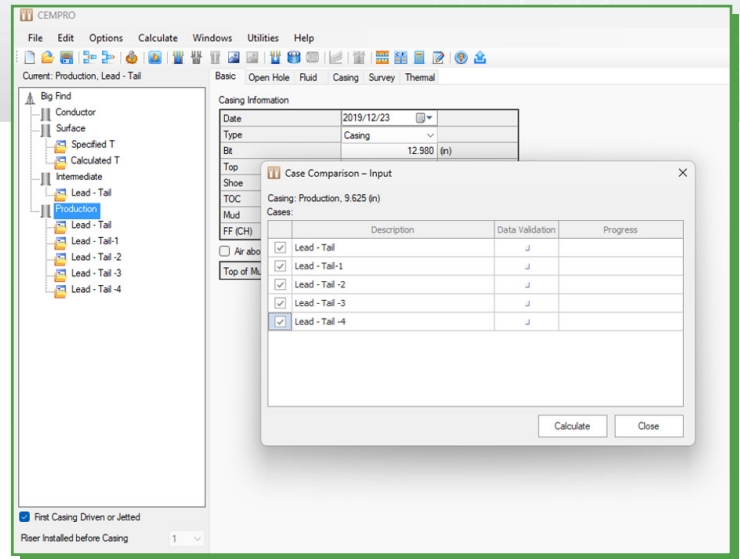 CEMPRO
File Edit Options Calculate Windows Utilities Help
Current: Production, Lead - Tail
Big Find
Conductor
Surface
Specified T
Calculated T
Intermediate
Lead - Tail
Production
Lead - Tail
Lead - Tail-1
Lead - Tail -2
Lead - Tail -3
Lead - Tail -4
First Casing Driven or Jetted
Riser Installed before Casing 1
Basic Open Hole Fluid Casing Survey Thermal
Casing Information
Date 2019/12/23
Type Casing
Bit 12.980 (in)
Top
Shoe
TOC
Mud
FF (CH)
Air abo
Top of Mu
Case Comparison – Input
Casing: Production, 9.625 (in)
Cases:
Description Data Validation Progress
Lead - Tail
Lead - Tail-1
Lead - Tail -2
Lead - Tail -3
Lead - Tail -4
Calculate Close